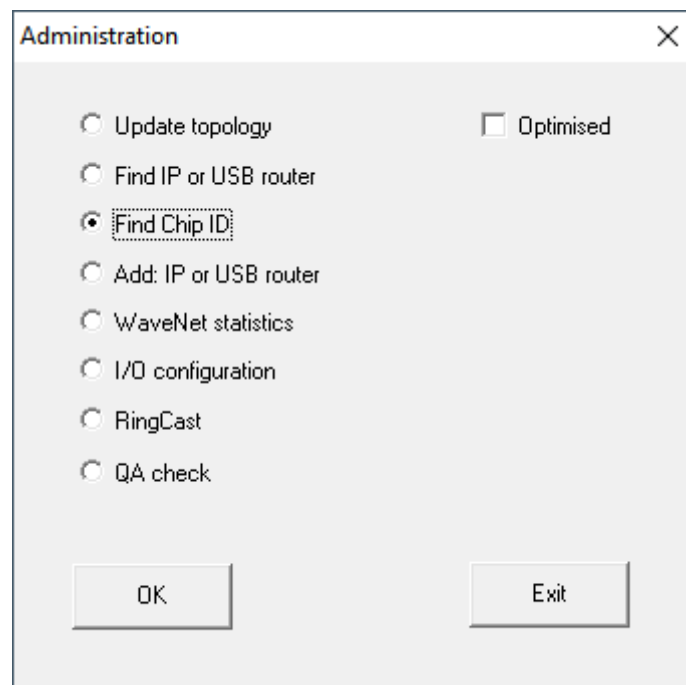 Administration
Update topology
Optimised
Find IP or USB router
Find Chip ID
Add: IP or USB router
WaveNet statistics
I/O configuration
RingCast
QA check
OK
Exit